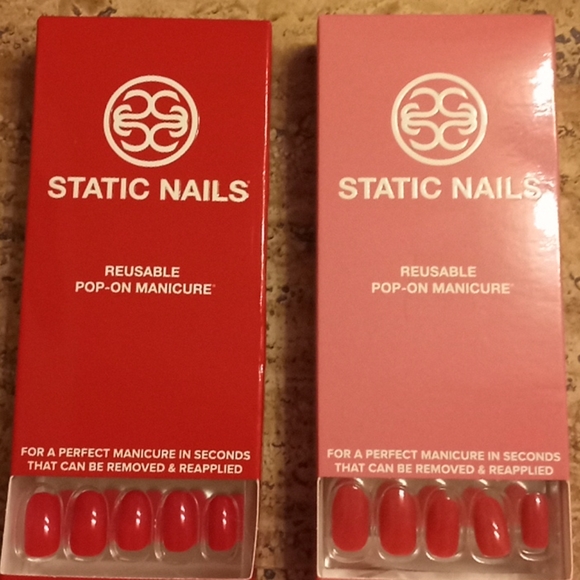 STATIC NAILS
REUSABLE
POP-ON MANICURE
FOR A PERFECT MANICURE IN SECONDS
THAT CAN BE REMOVED & REAPPLIED
STATIC NAILS
REUSABLE
POP-ON MANICURE
FOR A PERFECT MANICURE IN SECONDS
THAT CAN BE REMOVED & REAPPLIED